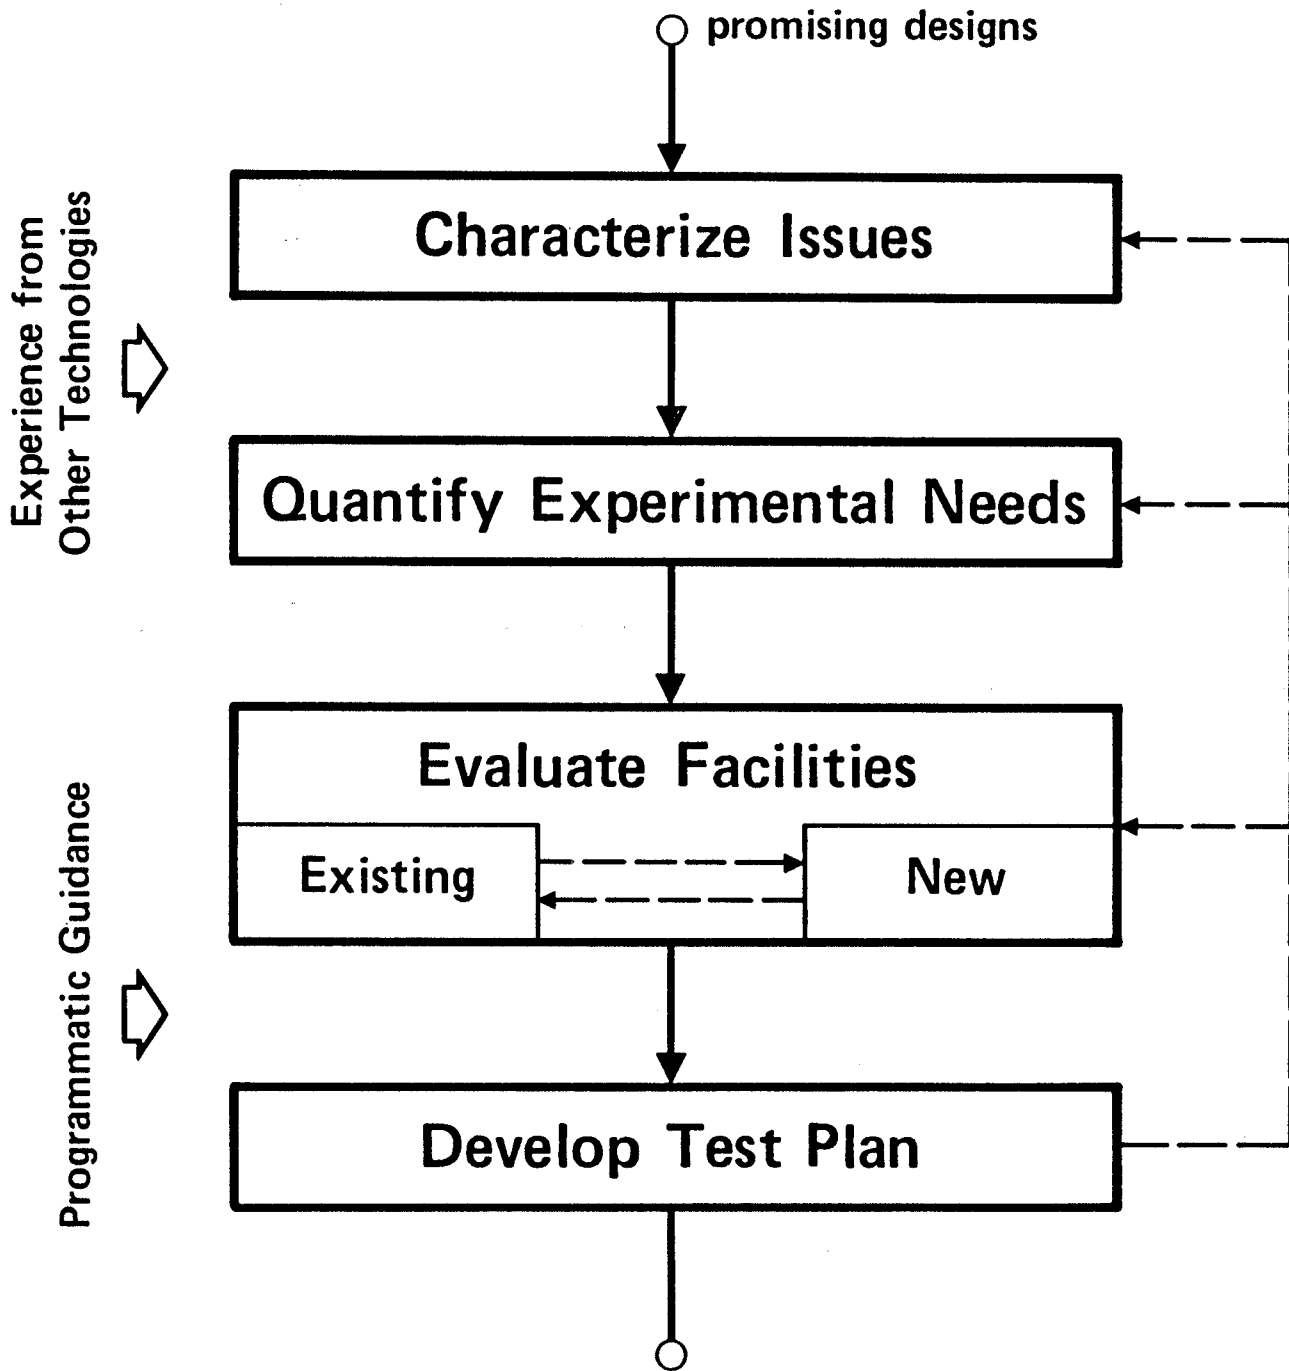 promising designs
Characterize Issues
Experience from
Other Technologies
Quantify Experimental Needs
Evaluate Facilities
Existing
New
Programmatic Guidance
Develop Test Plan